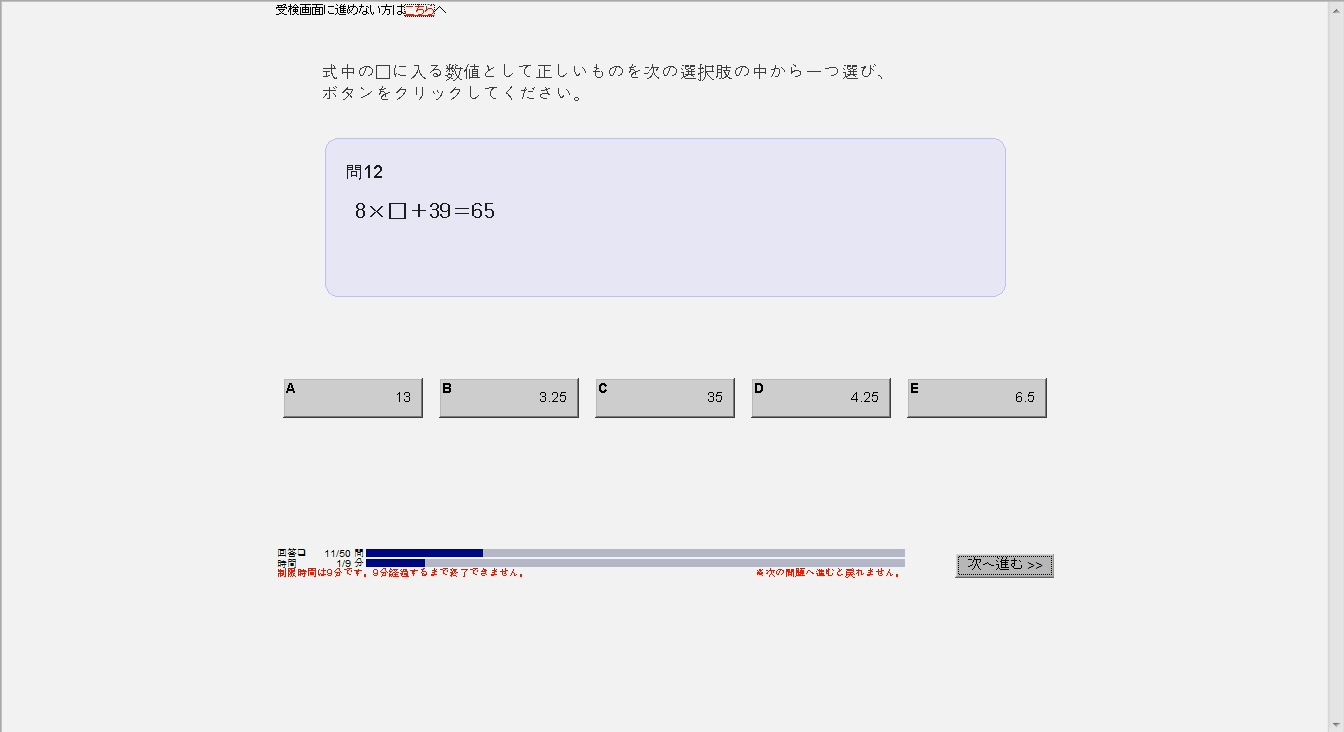 受検画面に進めない方はこちらへ
式中の□に入る数値として正しいものを次の選択肢の中から一つ選び、
ボタンをクリックしてください。
問12
8×□+39=65
A 13
B 3.25
C 35
D 4.25
E 6.5
回答□ 11/50 問
時間 1/9 分
制限時間は9分です。9分経過するまで終了できません。
※次の問題へ進むと戻れません。
次へ進む >>